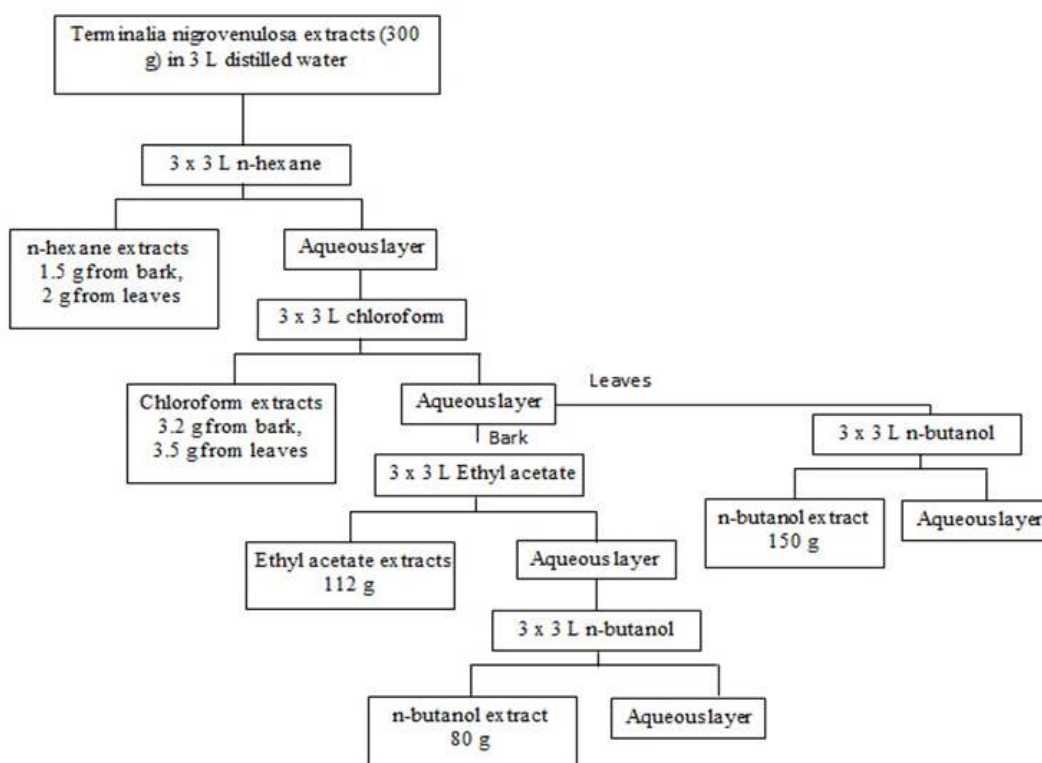 Terminalia nigrovenulosa extracts (300
g) in 3 L distilled water
3 x 3 L n-hexane
n-hexane extracts
1.5 g from bark,
2 g from leaves
Aqueous layer
3 x 3 L chloroform
Chloroform extracts
3.2 g from bark,
3.5 g from leaves
Aqueous layer
Leaves
Bark
3 x 3 L n-butanol
3 x 3 L Ethyl acetate
n-butanol extract
150 g
Aqueous layer
Ethyl acetate extracts
112 g
Aqueous layer
3 x 3 L n-butanol
n-butanol extract
80 g
Aqueous layer